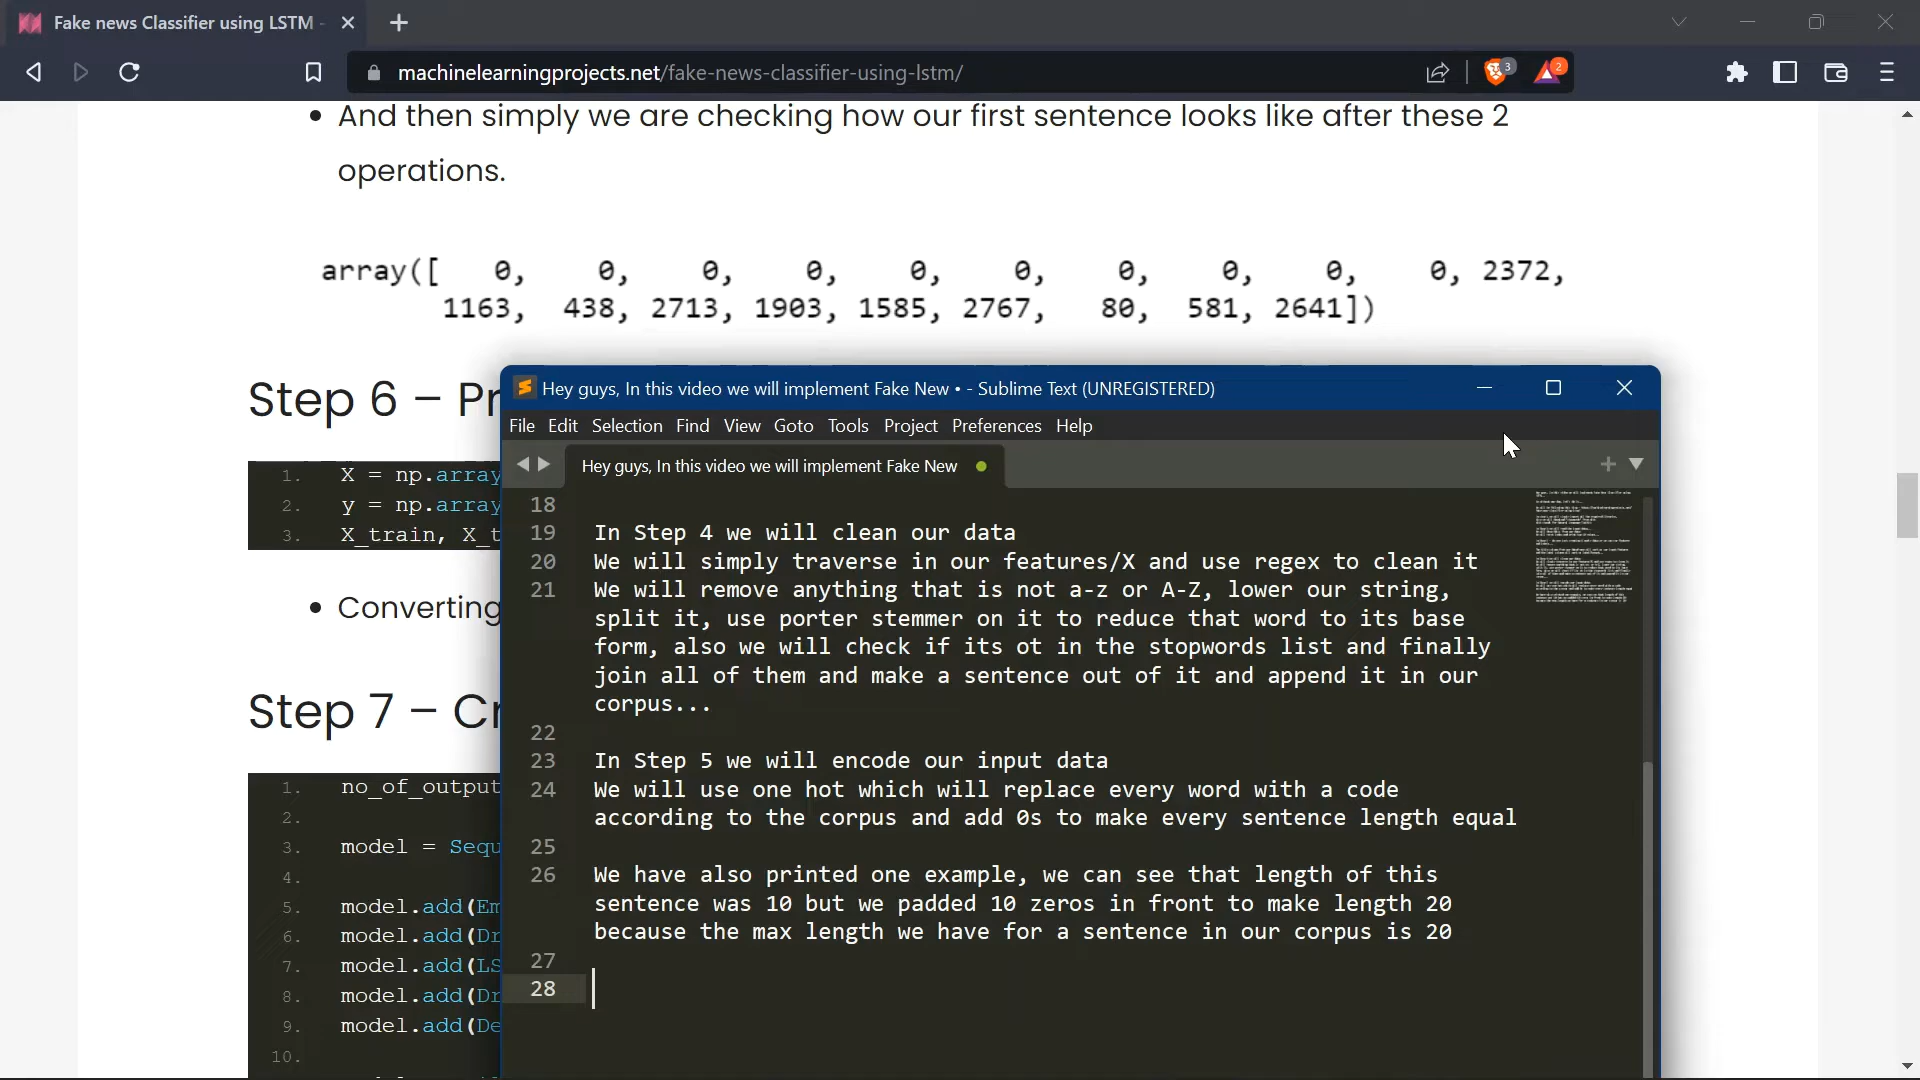 Fake news Classifier using LSTM -
machinelearningprojects.net/fake-news-classifier-using-lstm/
3
2
And then simply we are checking how our first sentence looks like after these 2
operations.
array([ 0, 0, 0, 0, 0, 0, 0, 0, 0, 0, 2372,
1163, 438, 2713, 1903, 1585, 2767, 80, 581, 2641])
Step 6 – Pr
1. X = np.array
2. y = np.array
3. X_train, X_t
Converting
Step 7 – Cr
1. no_of_output
2.
3. model = Sequ
4.
5. model.add(Em
6. model.add(Dr
7. model.add(LS
8. model.add(Dr
9. model.add(De
10.
Hey guys, In this video we will implement Fake New • - Sublime Text (UNREGISTERED)
File Edit Selection Find View Goto Tools Project Preferences Help
Hey guys, In this video we will implement Fake New
18
19 In Step 4 we will clean our data
20 We will simply traverse in our features/X and use regex to clean it
21 We will remove anything that is not a-z or A-Z, lower our string,
split it, use porter stemmer on it to reduce that word to its base
form, also we will check if its ot in the stopwords list and finally
join all of them and make a sentence out of it and append it in our
corpus...
22
23 In Step 5 we will encode our input data
24 We will use one hot which will replace every word with a code
according to the corpus and add 0s to make every sentence length equal
25
26 We have also printed one example, we can see that length of this
sentence was 10 but we padded 10 zeros in front to make length 20
because the max length we have for a sentence in our corpus is 20
27
28